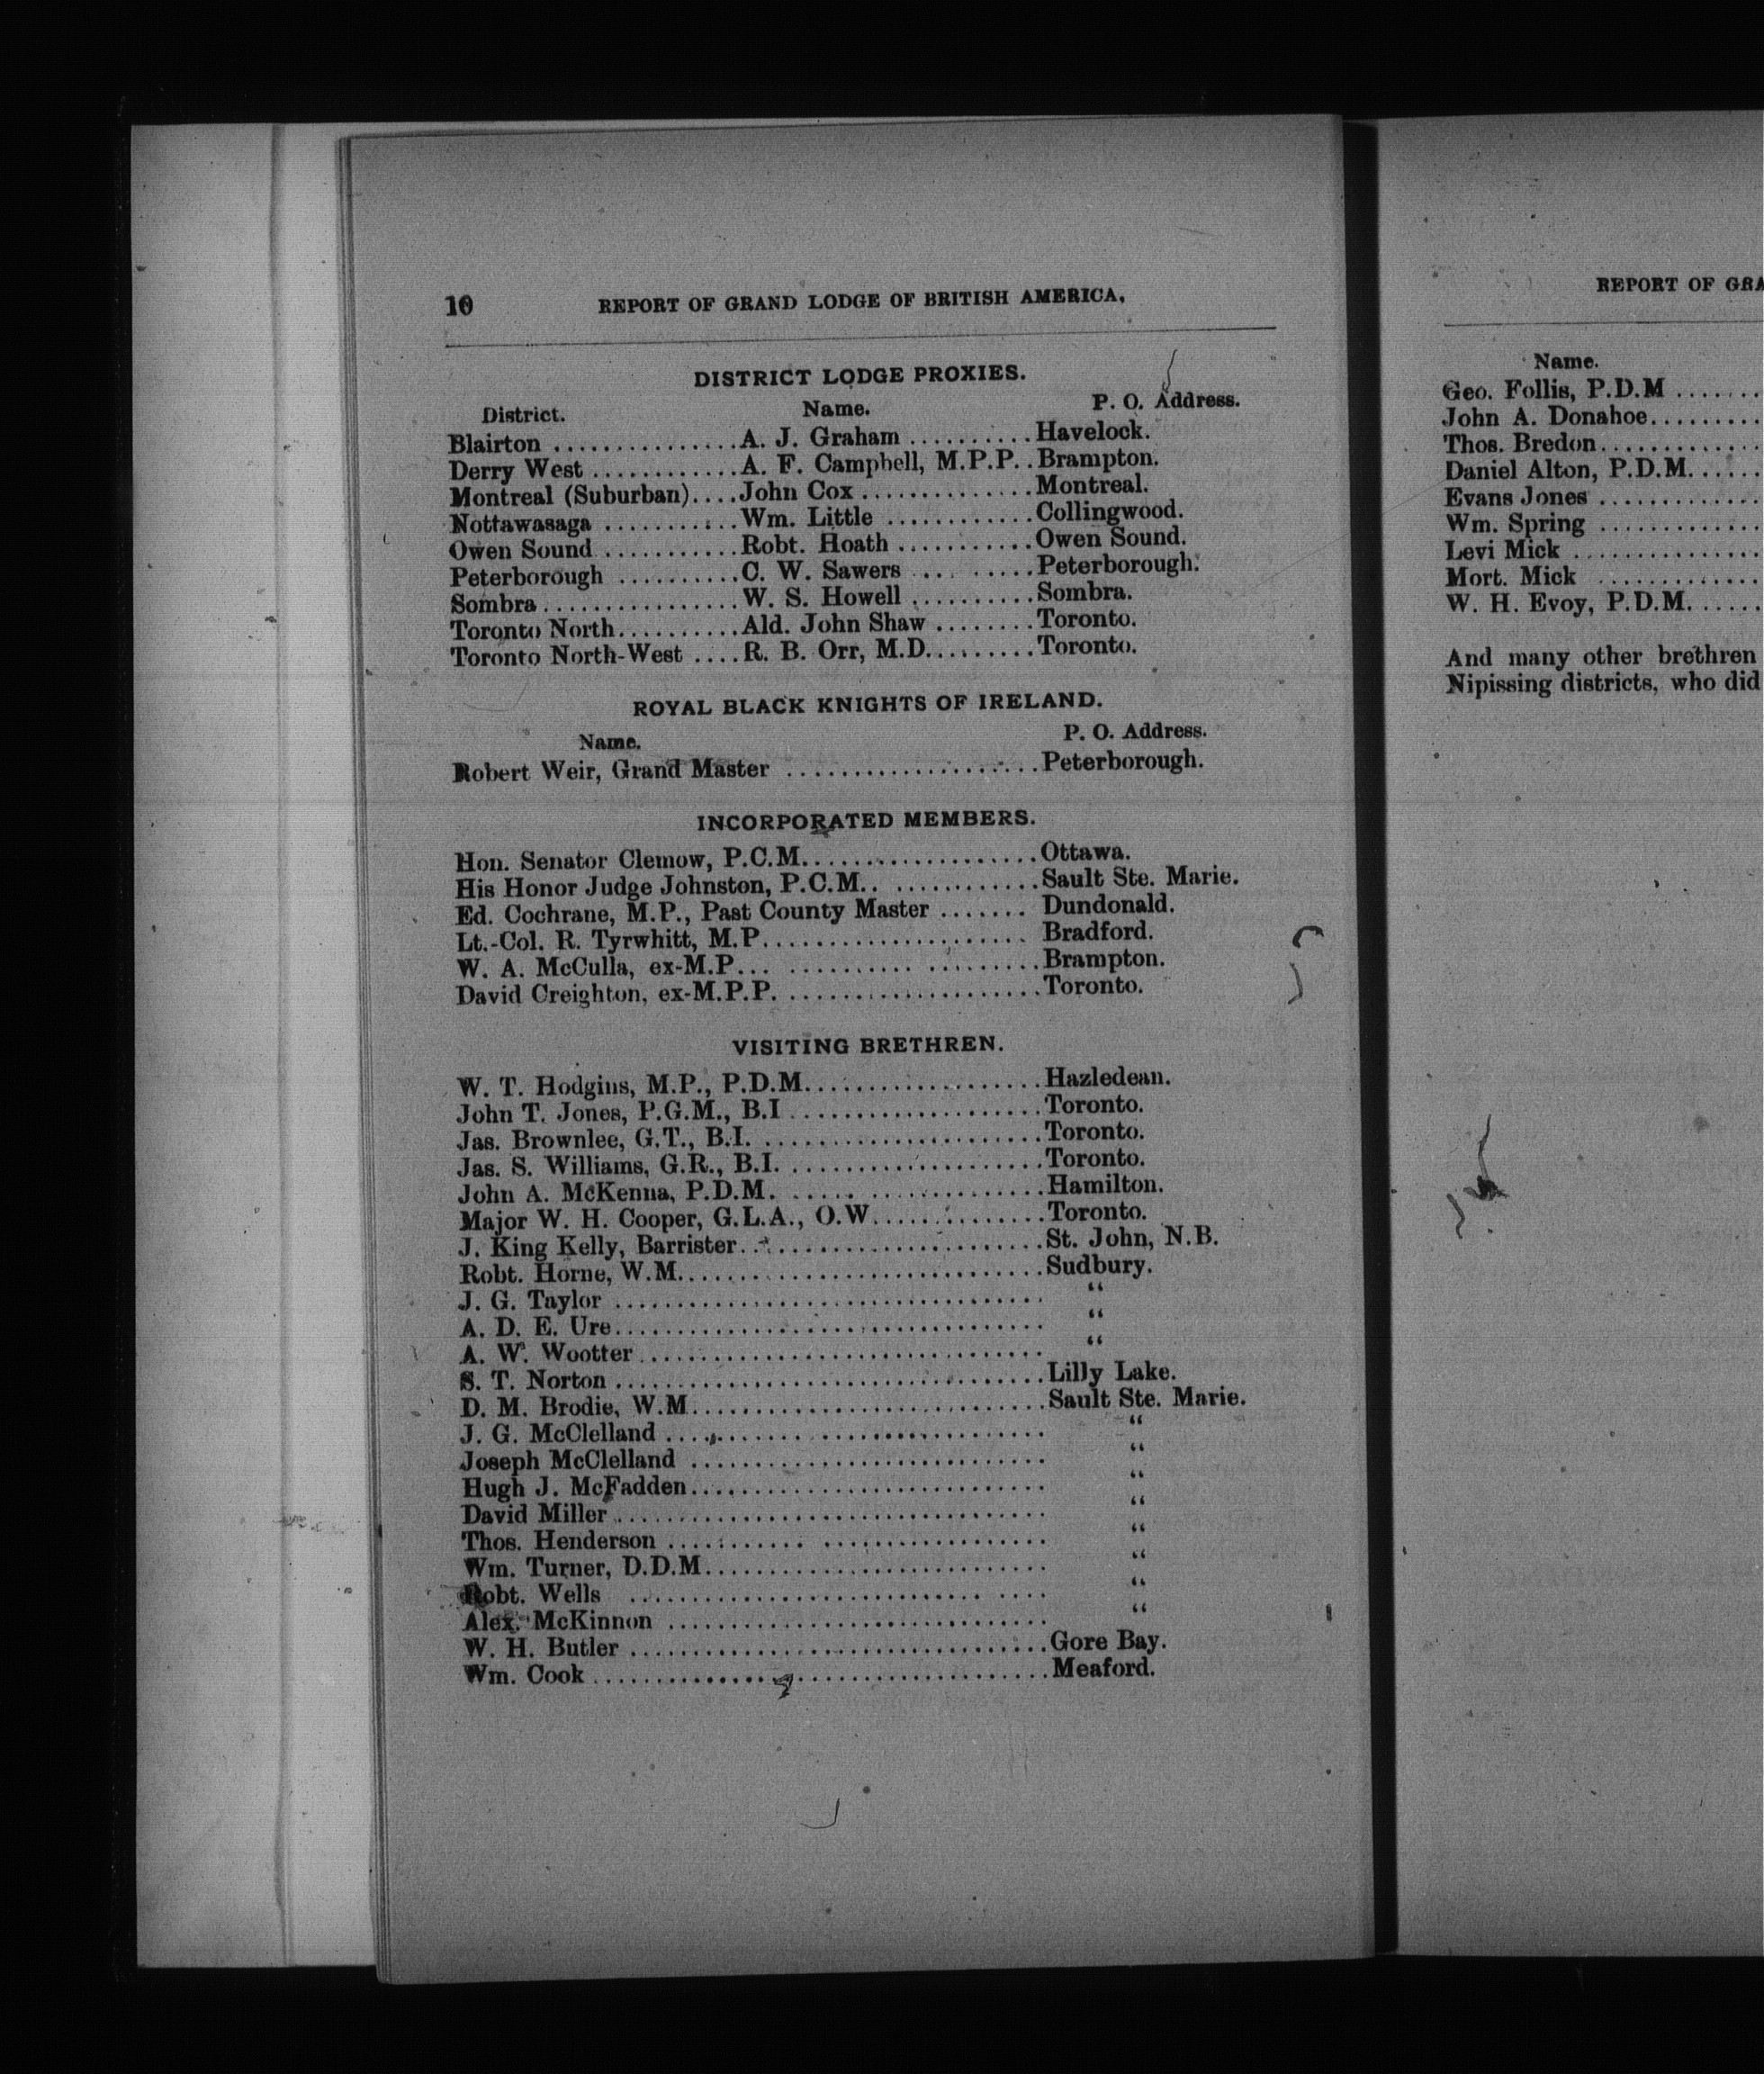 10 REPORT OF GRAND LODGE OF BRITISH AMERICA.
DISTRICT LODGE PROXIES.
District. Name. P. O. Address.
Blairton ............... A. J. Graham .......... Havelock.
Derry West ............ A. F. Campbell, M.P.P. . Brampton.
Montreal (Suburban).... John Cox ............. Montreal.
Nottawasaga ........... Wm. Little ............ Collingwood.
Owen Sound ............ Robt. Hoath ........... Owen Sound.
Peterborough .......... C. W. Sawers ... ...... Peterborough.
Sombra ................ W. S. Howell .......... Sombra.
Toronto North.......... Ald. John Shaw ........ Toronto.
Toronto North-West .... R. B. Orr, M.D. ........ Toronto.
ROYAL BLACK KNIGHTS OF IRELAND.
Name. P. O. Address.
Robert Weir, Grand Master .................... Peterborough.
INCORPORATED MEMBERS.
Hon. Senator Clemow, P.C.M. ................... Ottawa.
His Honor Judge Johnston, P.C.M. . ............ Sault Ste. Marie.
Ed. Cochrane, M.P., Past County Master ....... Dundonald.
Lt.-Col. R. Tyrwhitt, M.P. .................... Bradford.
W. A. McCulla, ex-M.P... .......... ......... Brampton.
David Creighton, ex-M.P.P. .................... Toronto.
VISITING BRETHREN.
W. T. Hodgins, M.P., P.D.M. ................... Hazledean.
John T. Jones, P.G.M., B.I .................... Toronto.
Jas. Brownlee, G.T., B.I. ...................... Toronto.
Jas. S. Williams, G.R., B.I. .................... Toronto.
John A. McKenna, P.D.M. ...... .............. Hamilton.
Major W. H. Cooper, G.L.A., O.W. ............. Toronto.
J. King Kelly, Barrister. ....................... St. John, N.B.
Robt. Horne, W.M. ............................ Sudbury.
J. G. Taylor .................................. “
A. D. E. Ure.................................. “
A. W. Wootter ................................ “
S. T. Norton .................................. Lilly Lake.
D. M. Brodie, W.M. ............................ Sault Ste. Marie.
J. G. McClelland .............................. “
Joseph McClelland ............................ “
Hugh J. McFadden............................ “
David Miller .................................. “
Thos. Henderson ........... .................. “
Wm. Turner, D.D.M. .......................... “
Robt. Wells ............................ .... “
Alex. McKinnon .............................. “
W. H. Butler ................................. Gore Bay.
Wm. Cook .................................... Meaford.
REPORT OF GRA
Name.
Geo. Follis, P.D.M .......
John A. Donahoe.........
Thos. Bredon.............
Daniel Alton, P.D.M. .....
Evans Jones .............
Wm. Spring .............
Levi Mick ...............
Mort. Mick .............
W. H. Evoy, P.D.M. .....
And many other brethren
Nipissing districts, who did